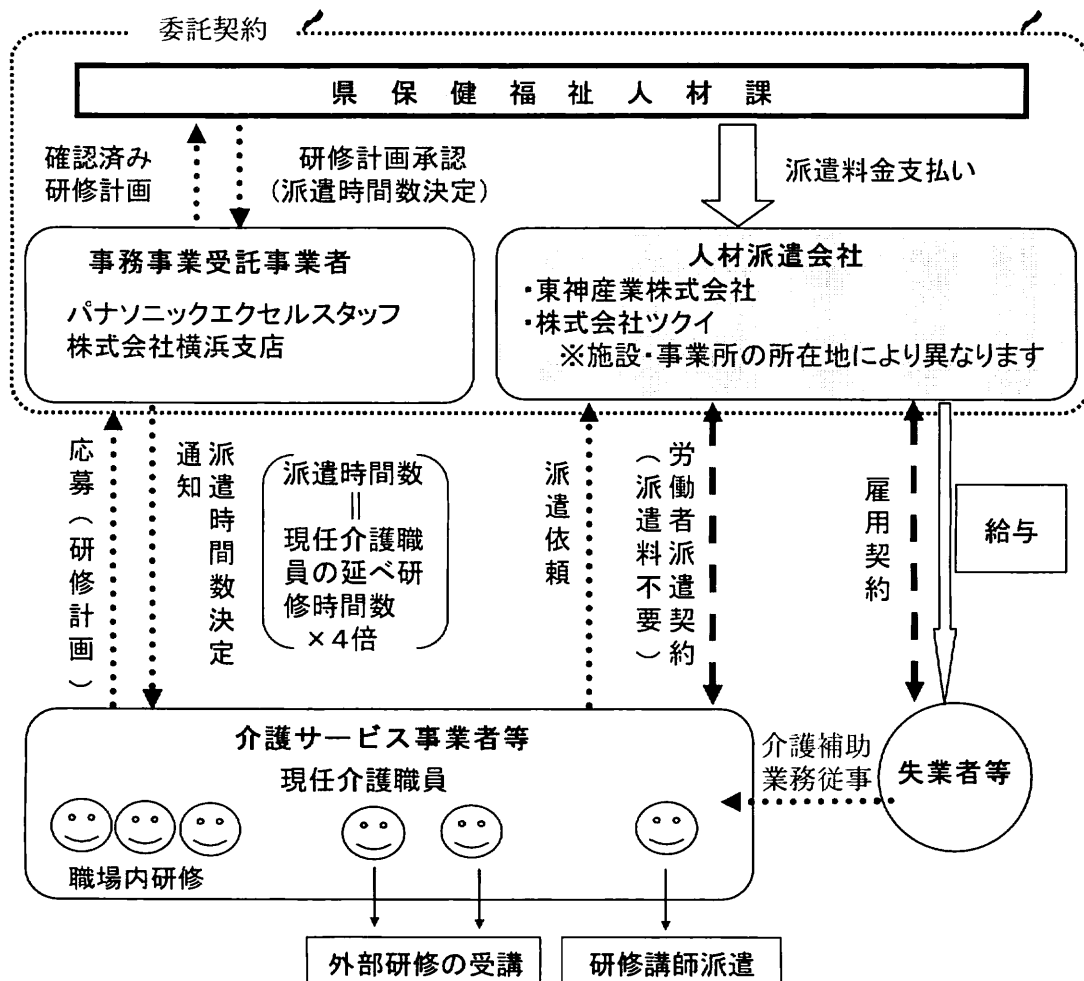 委託契約
県保健福祉人材課
確認済み
研修計画
研修計画承認
(派遣時間数決定)
派遣料金支払い
事務事業受託事業者
パナソニックエクセルスタッフ
株式会社横浜支店
人材派遣会社
・東神産業株式会社
・株式会社ツクイ
※施設・事業所の所在地により異なります
応募(研修計画)
派遣時間数決定
通知
派遣時間数
=
現任介護職
員の延べ研
修時間数
×4倍
派遣依頼
労働者派遣契約
(派遣料不要)
雇用契約
給与
介護サービス事業者等
現任介護職員
職場内研修
介護補助
業務従事
失業者等
外部研修の受講
研修講師派遣